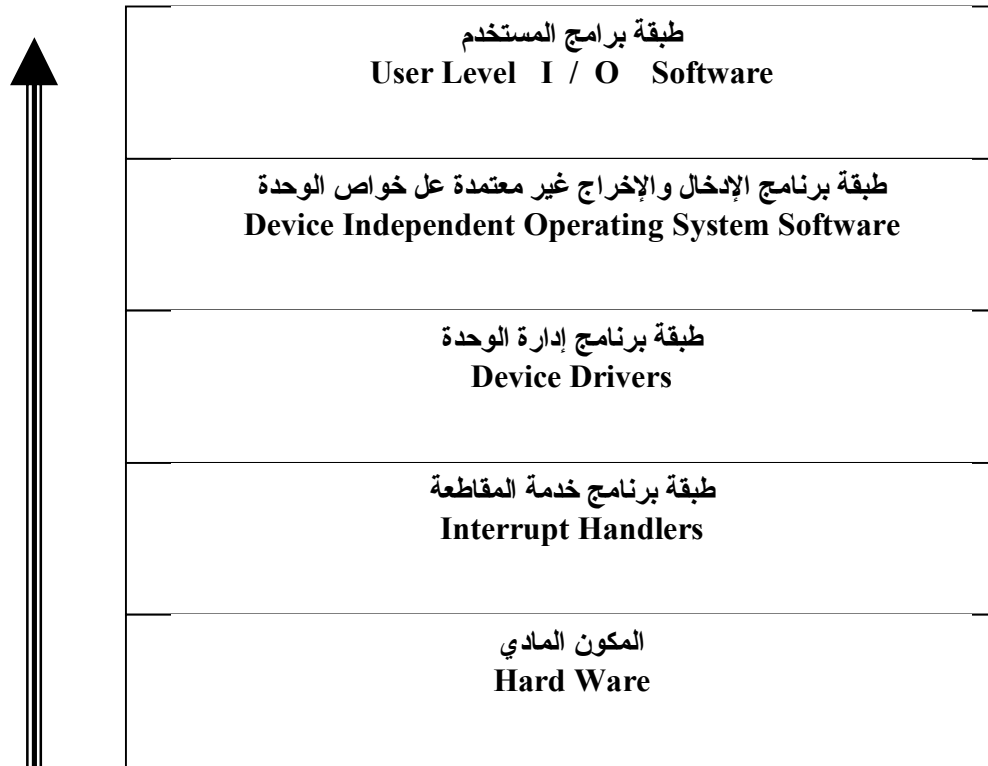 طبقة برامج المستخدم
User Level I / O Software
طبقة برنامج الإدخال والإخراج غير معتمدة عل خواص الوحدة
Device Independent Operating System Software
طبقة برنامج إدارة الوحدة
Device Drivers
طبقة برنامج خدمة المقاطعة
Interrupt Handlers
المكون المادي
Hard Ware